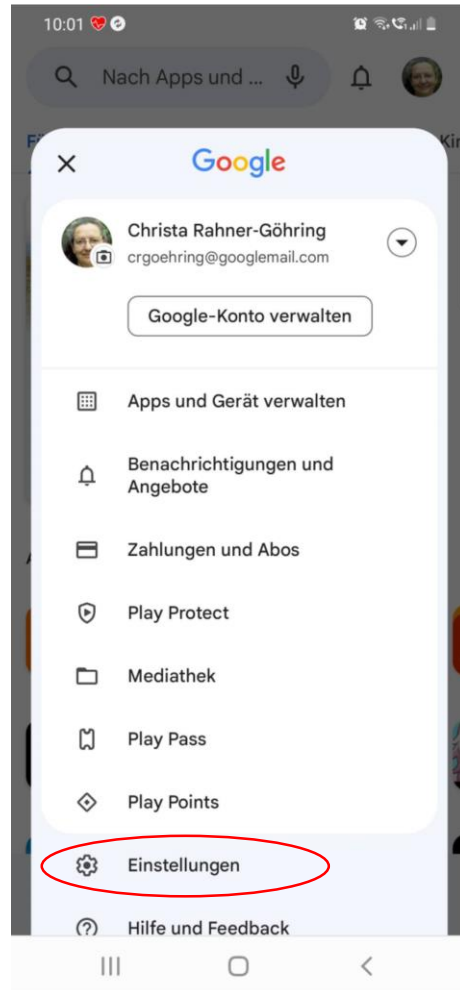 10:01
Nach Apps und ...
Google
Christa Rahner-Göhring
crgoehring@googlemail.com
Google-Konto verwalten
Apps und Gerät verwalten
Benachrichtigungen und
Angebote
Zahlungen und Abos
Play Protect
Mediathek
Play Pass
Play Points
Einstellungen
Hilfe und Feedback